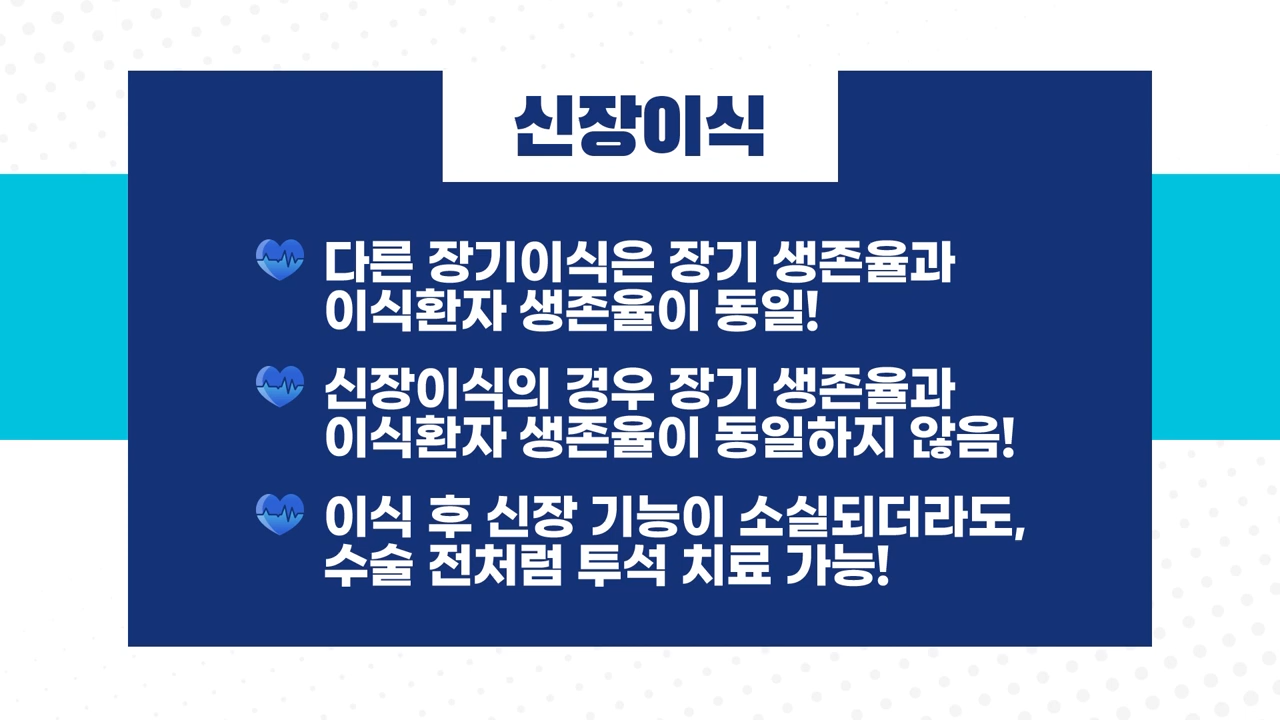 신장이식
다른 장기이식은 장기 생존율과
이식환자 생존율이 동일!
신장이식의 경우 장기 생존율과
이식환자 생존율이 동일하지 않음!
이식 후 신장 기능이 소실되더라도,
수술 전처럼 투석 치료 가능!